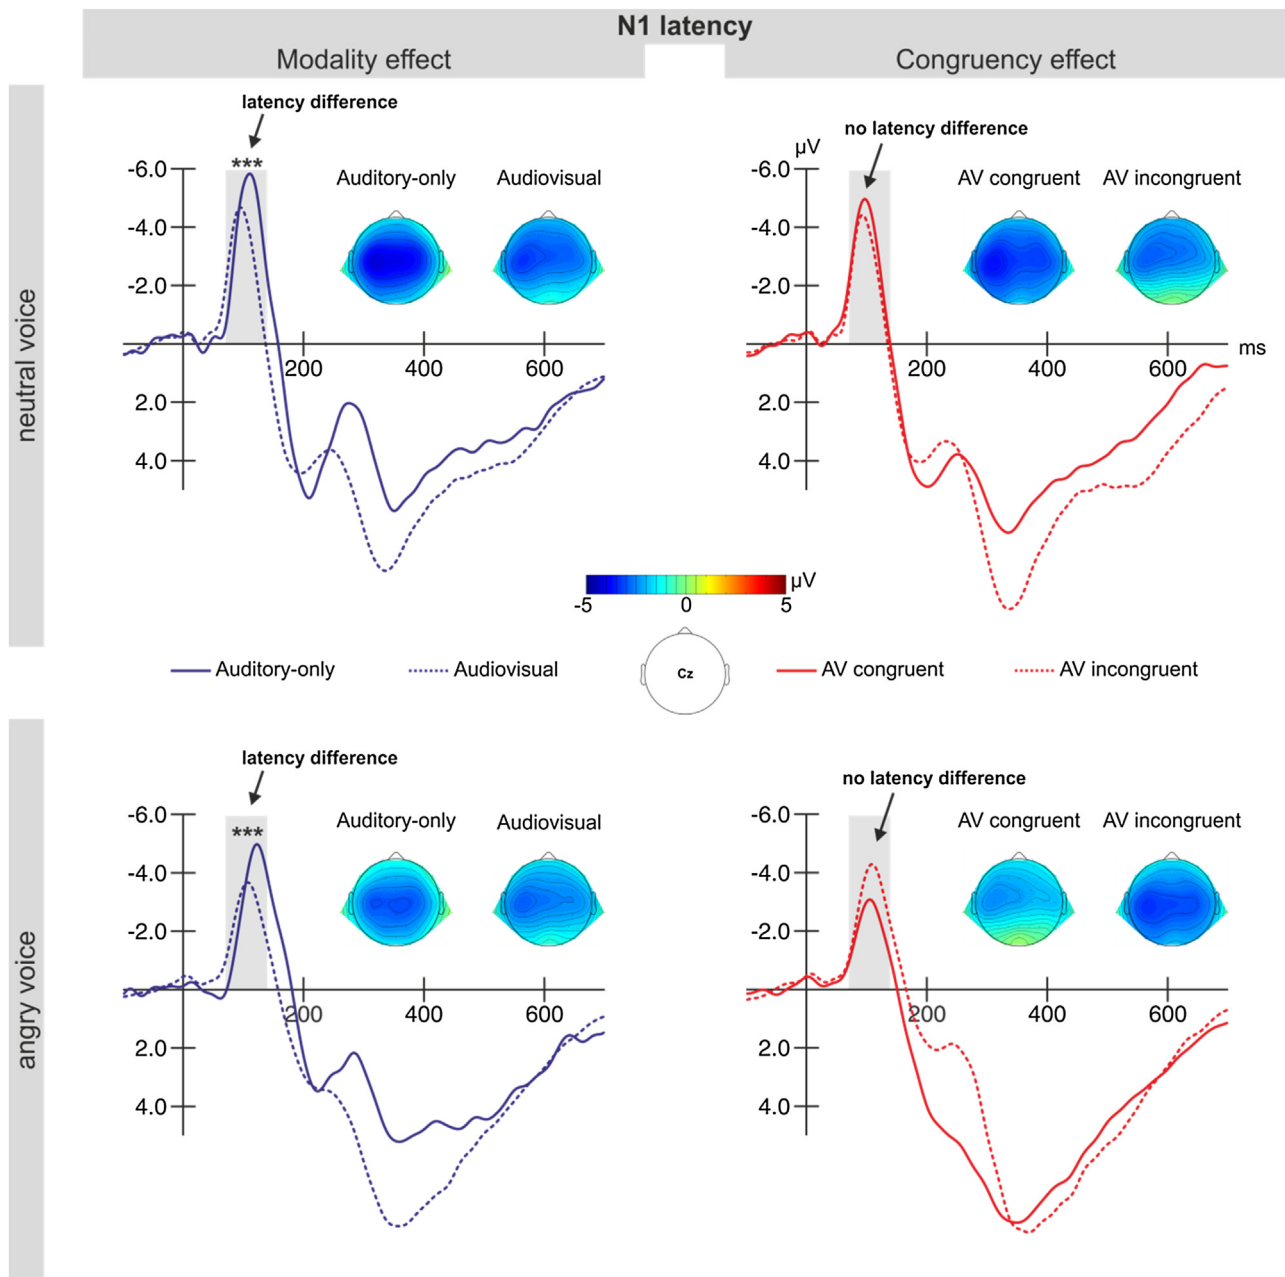 N1 latency
Modality effect
Congruency effect
neutral voice
latency difference
***
-6.0
-4.0
-2.0
2.0
4.0
200
400
600
Auditory-only
Audiovisual
no latency difference
µV
-6.0
-4.0
-2.0
2.0
4.0
200
400
600
ms
AV congruent
AV incongruent
µV
-5
0
5
Auditory-only
Audiovisual
Cz
AV congruent
AV incongruent
angry voice
latency difference
***
-6.0
-4.0
-2.0
2.0
4.0
200
400
600
Auditory-only
Audiovisual
no latency difference
-6.0
-4.0
-2.0
2.0
4.0
200
400
600
AV congruent
AV incongruent